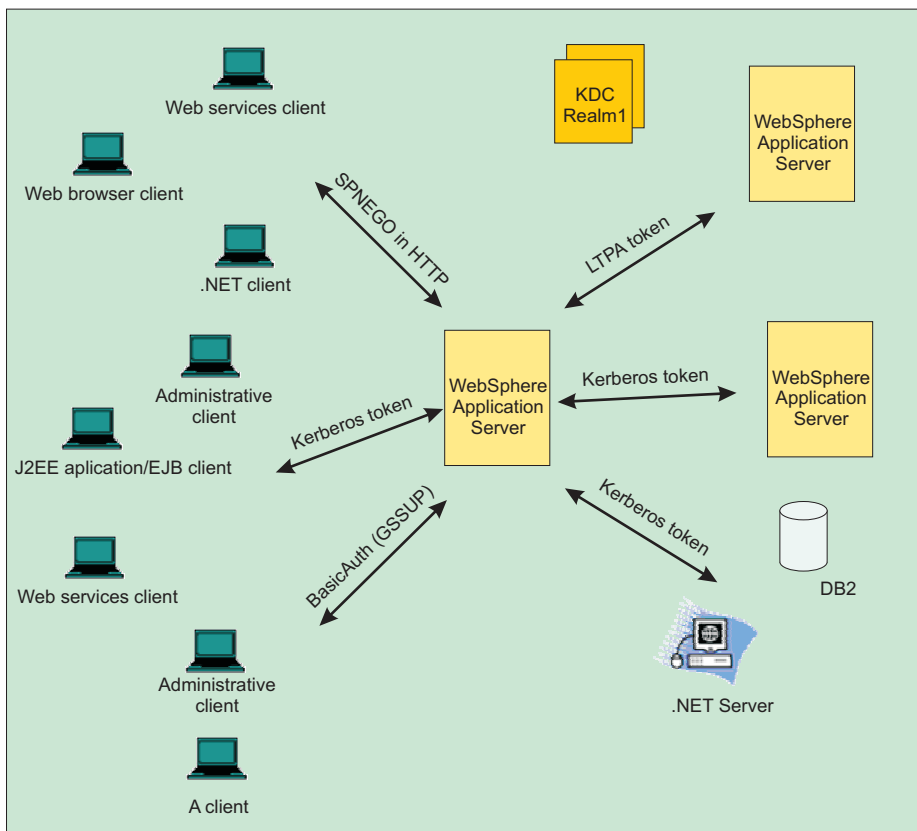 Web services client
KDC
Realm1
WebSphere
Application
Server
Web browser client
SPNEGO in HTTP
LTPA token
.NET client
WebSphere
Application
Server
Kerberos token
WebSphere
Application
Server
Administrative
client
Kerberos token
J2EE aplication/EJB client
BasicAuth (GSSUP)
Kerberos token
Web services client
DB2
Administrative
client
.NET Server
A client